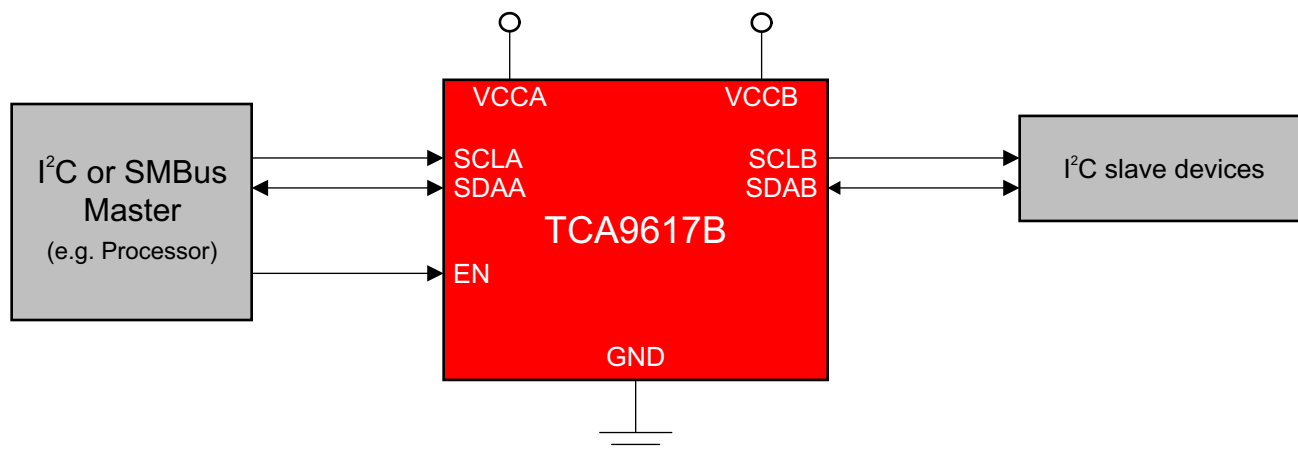 VCCA
VCCB
I²C or SMBus
Master
(e.g. Processor)
SCLA
SDAA
EN
TCA9617B
SCLB
SDAB
GND
I²C slave devices